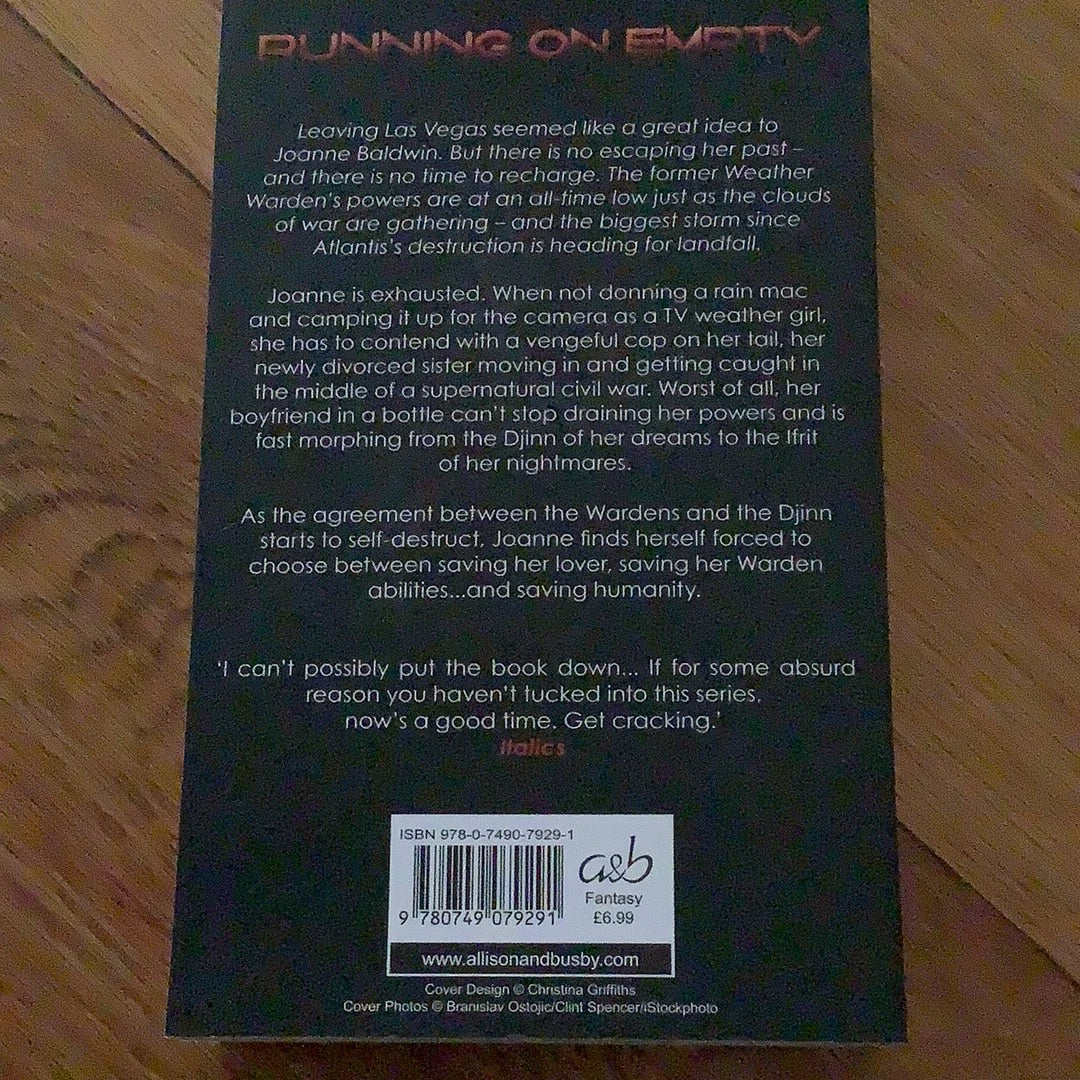 RUNNING ON EMPTY
Leaving Las Vegas seemed like a great idea to
Joanne Baldwin. But there is no escaping her past –
and there is no time to recharge. The former Weather
Warden's powers are at an all-time low just as the clouds
of war are gathering – and the biggest storm since
Atlantis's destruction is heading for landfall.
Joanne is exhausted. When not donning a rain mac
and camping it up for the camera as a TV weather girl,
she has to contend with a vengeful cop on her tail, her
newly divorced sister moving in and getting caught in
the middle of a supernatural civil war. Worst of all, her
boyfriend in a bottle can't stop draining her powers and is
fast morphing from the Djinn of her dreams to the Ifrit
of her nightmares.
As the agreement between the Wardens and the Djinn
starts to self-destruct, Joanne finds herself forced to
choose between saving her lover, saving her Warden
abilities...and saving humanity.
'I can't possibly put the book down... If for some absurd
reason you haven't tucked into this series,
now's a good time. Get cracking.'
Italics
ISBN 978-0-7490-7929-1
a&b
Fantasy
£6.99
9 780749 079291
www.allisonandbusby.com
Cover Design © Christina Griffiths
Cover Photos © Branislav Ostojic/Clint Spencer/iStockphoto